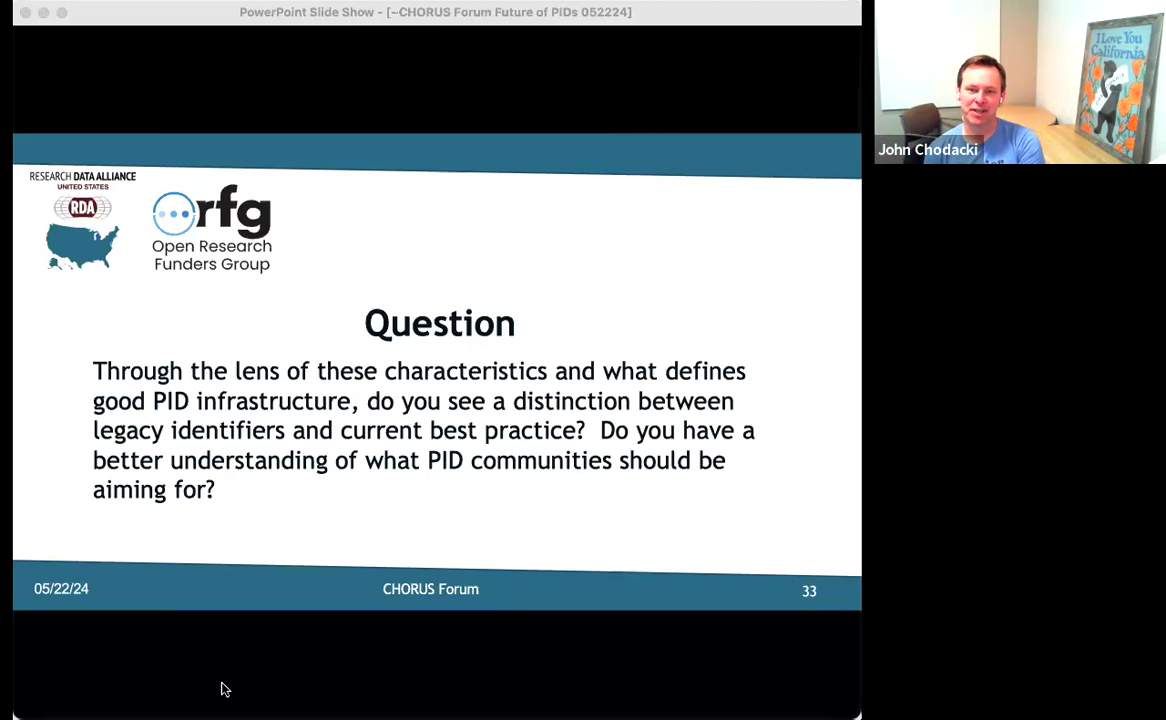 PowerPoint Slide Show - [~CHORUS Forum Future of PIDs 052224]
RESEARCH DATA ALLIANCE
UNITED STATES
RDA
orfg
Open Research
Funders Group
Question
Through the lens of these characteristics and what defines
good PID infrastructure, do you see a distinction between
legacy identifiers and current best practice?  Do you have a
better understanding of what PID communities should be
aiming for?
05/22/24
CHORUS Forum
33
I Love You
California
John Chodacki